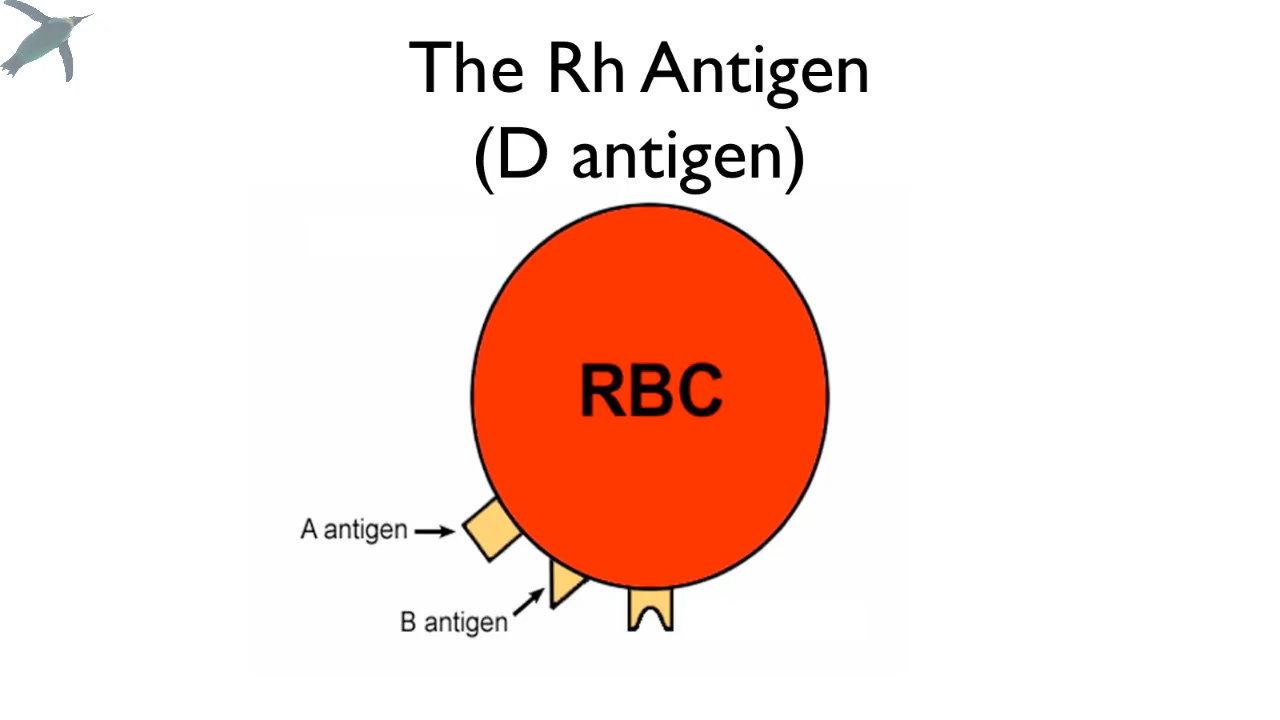 The Rh Antigen
(D antigen)
RBC
A antigen
B antigen